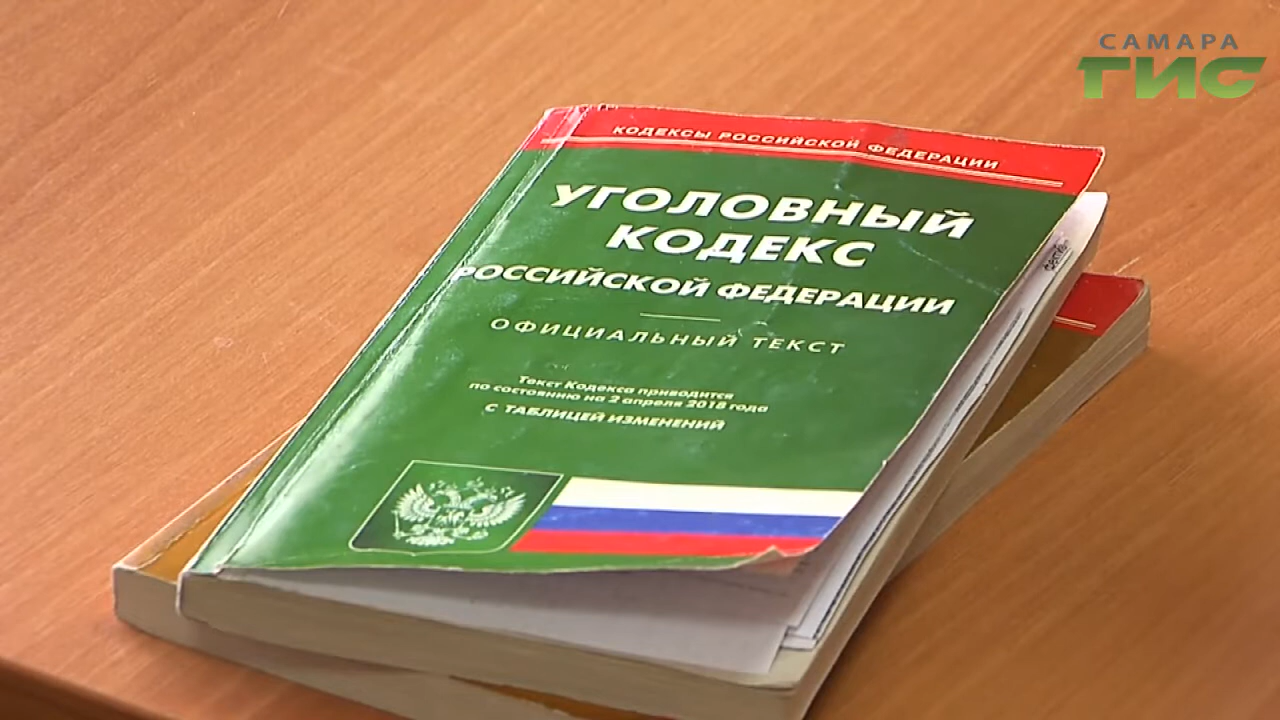 САМАРА
ГИС
КОДЕКСЫ РОССИЙСКОЙ ФЕДЕРАЦИИ
УГОЛОВНЫЙ
КОДЕКС
РОССИЙСКОЙ ФЕДЕРАЦИИ
ОФИЦИАЛЬНЫЙ ТЕКСТ
Текст Кодекса приводится
по состоянию на 2 апреля 2018 года
С ТАБЛИЦЕЙ ИЗМЕНЕНИЙ